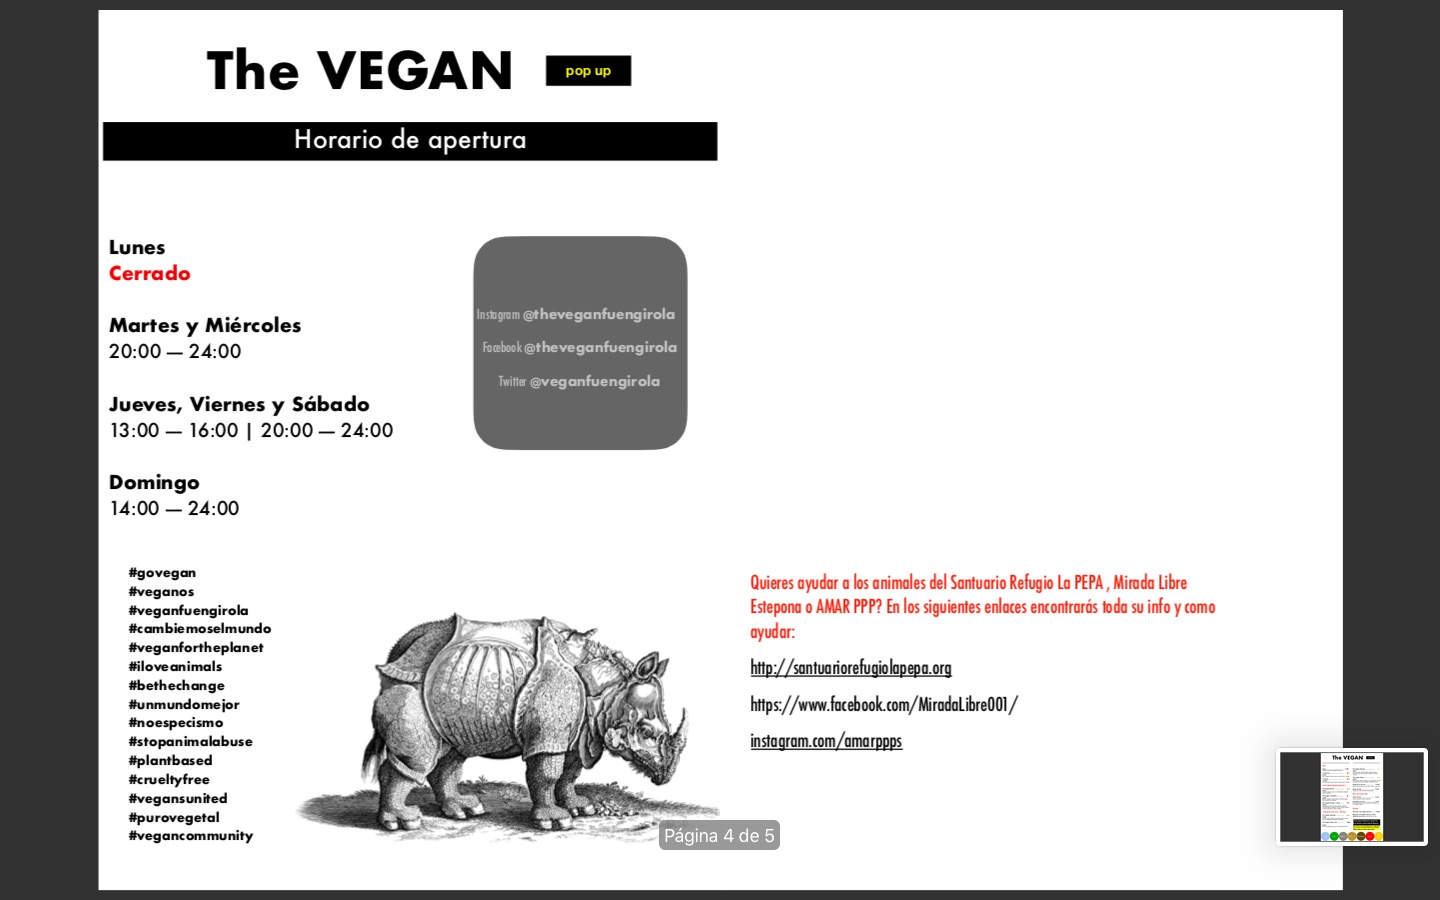 The VEGAN
pop up
Horario de apertura
Lunes
Cerrado
Martes y Miércoles
20:00 — 24:00
Jueves, Viernes y Sábado
13:00 — 16:00 | 20:00 — 24:00
Domingo
14:00 — 24:00
Instagram @theveganfuengirola
Facebook @theveganfuengirola
Twitter @veganfuengirola
#govegan
#veganos
#veganfuengirola
#cambiemoselmundo
#veganfortheplanet
#iloveanimals
#bethechange
#unmundomejor
#noespecismo
#stopanimalabuse
#plantbased
#crueltyfree
#vegansunited
#purovegetal
#vegancommunity
Quieres ayudar a los animales del Santuario Refugio La PEPA , Mirada Libre
Estepona o AMAR PPP? En los siguientes enlaces encontrarás toda su info y como
ayudar:
http://santuariorefugiolapepa.org
https://www.facebook.com/MiradaLibre001/
instagram.com/amarppps
Página 4 de 5
The VEGAN